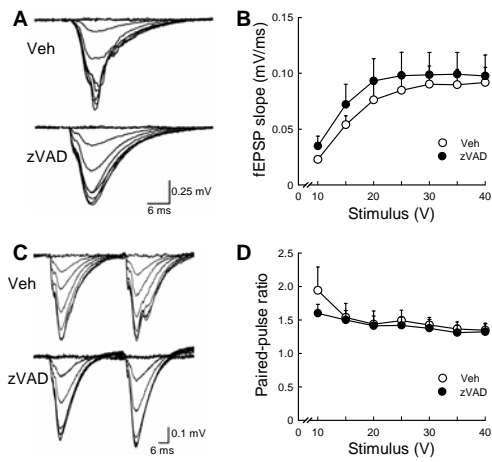 A
Veh
zVAD
0.25 mV
6 ms
B
fEPSP slope (mV/ms)
0.15
0.10
0.05
0
10
20
30
40
Stimulus (V)
Veh
zVAD
C
Veh
zVAD
0.1 mV
6 ms
D
Paired-pulse ratio
2.5
2.0
1.5
1.0
0.5
0.0
10
20
30
40
Stimulus (V)
Veh
zVAD